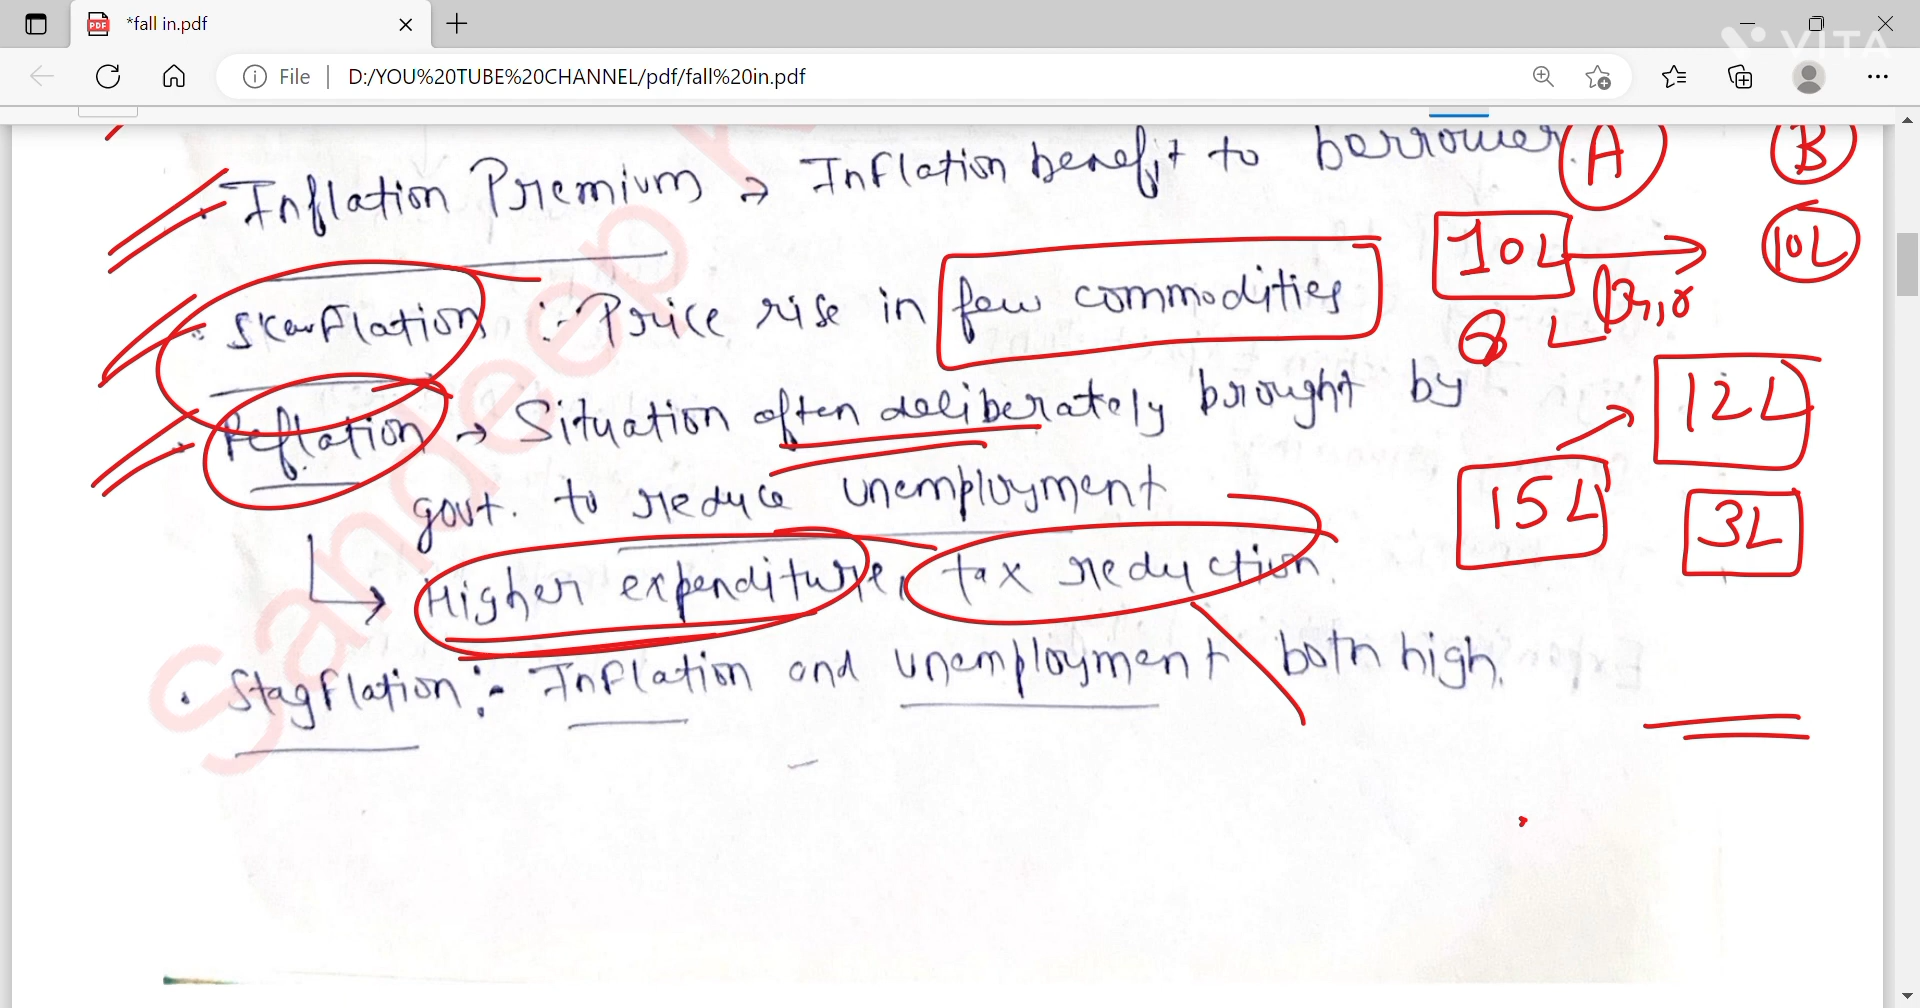 *fall in.pdf
VITA
File D:/YOU%20TUBE%20CHANNEL/pdf/fall%20in.pdf
• Inflation Premium → Inflation benefit to borrower. A B
10L 10L
• Skewflation :- Price rise in few commodities
• Reflation → Situation often deliberately brought by 12L
govt. to reduce unemployment 15L 3L
↳ Higher expenditure, tax reduction.
• Stagflation :- Inflation and unemployment both high.
Sandeep